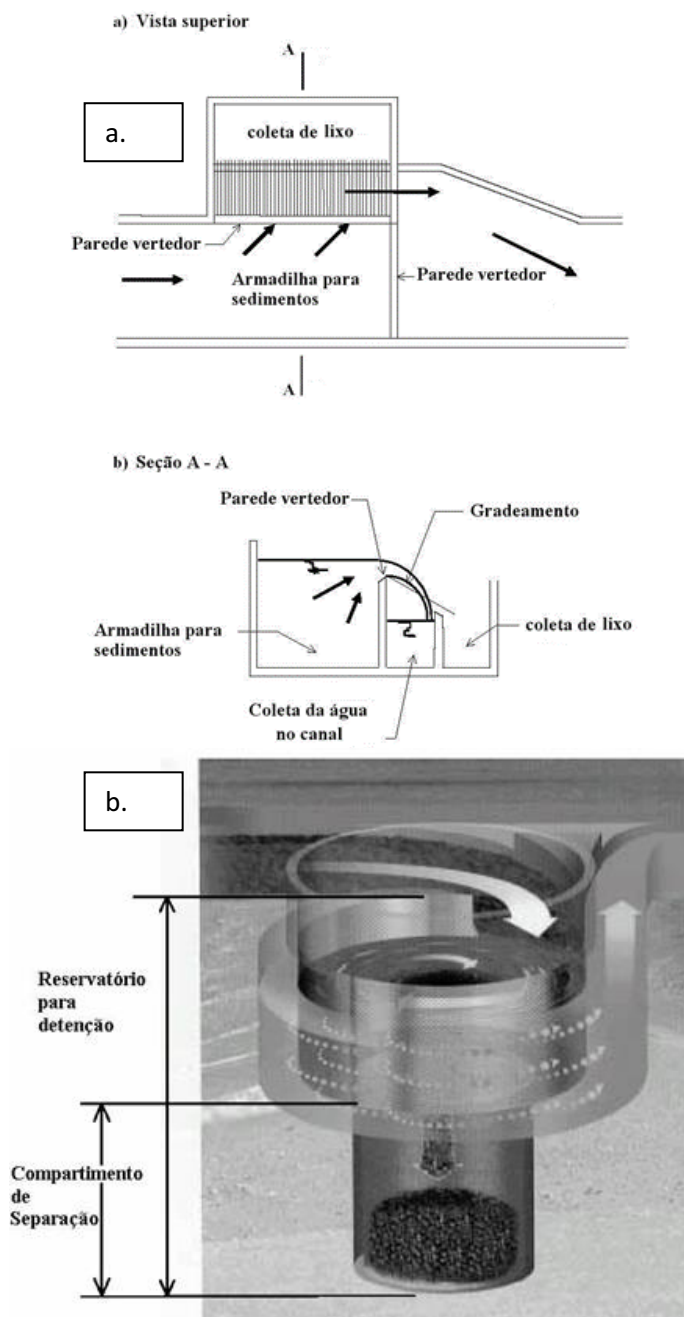 a) Vista superior
A
a.
coleta de lixo
Parede vertedor
Armadilha para
sedimentos
Parede vertedor
A
b) Seção A - A
Parede vertedor
Gradeamento
Armadilha para
sedimentos
coleta de lixo
Coleta da água
no canal
b.
Reservatório
para
detenção
Compartimento
de
Separação